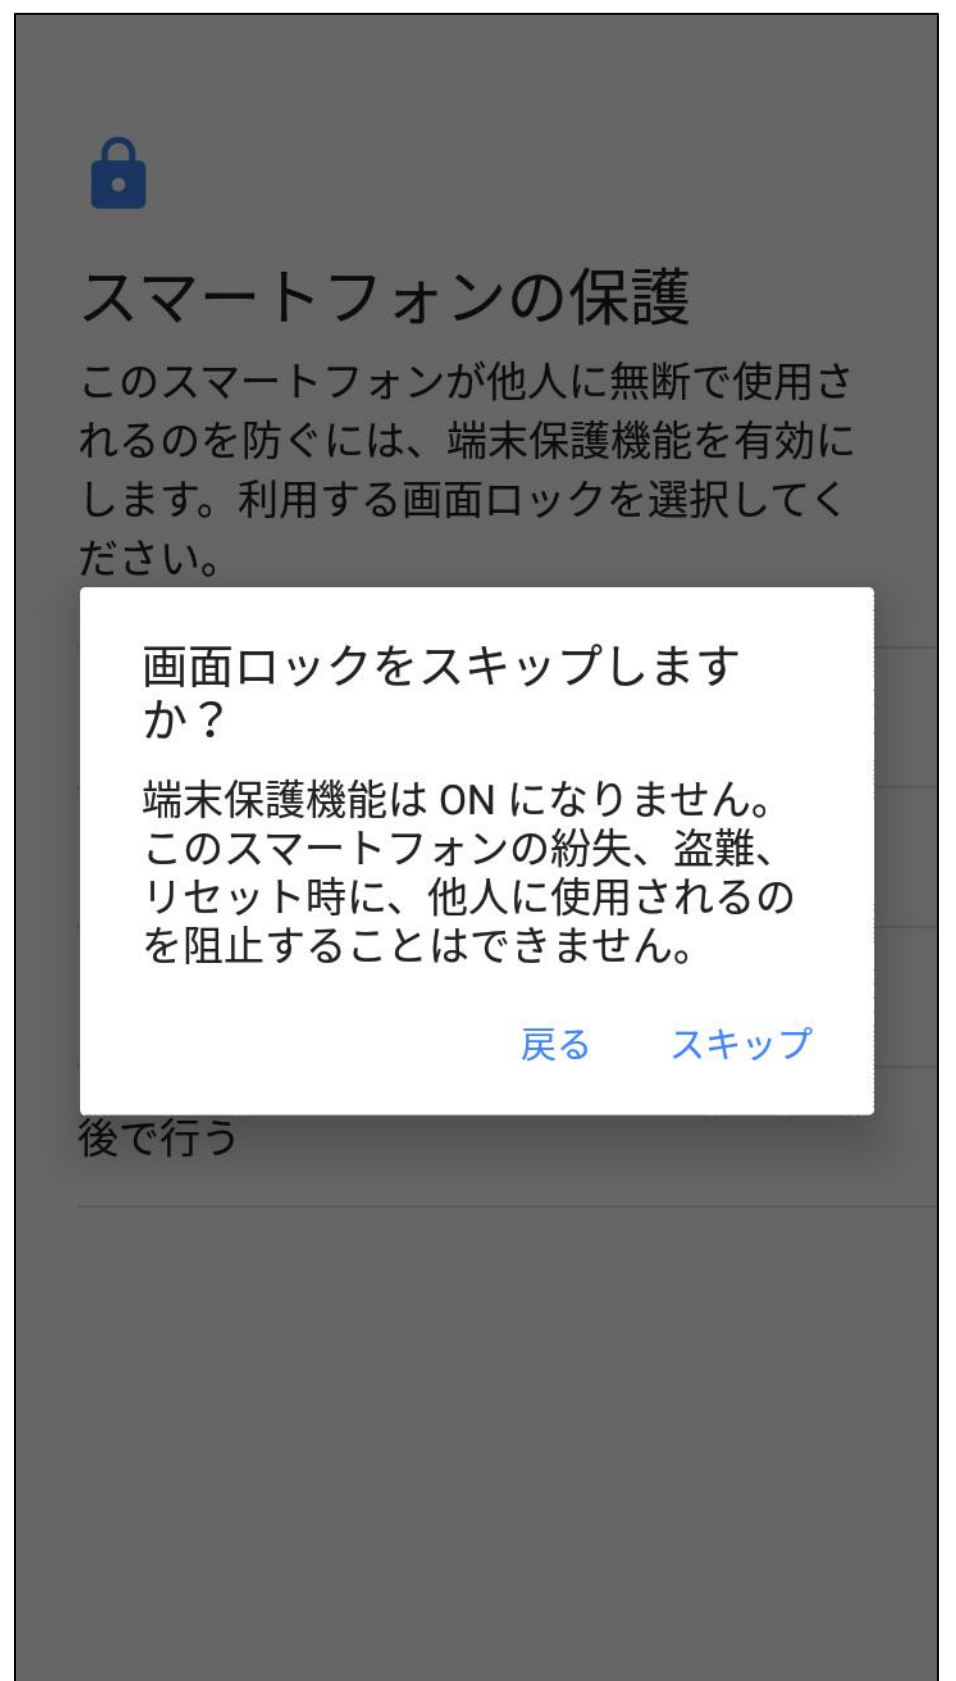 スマートフォンの保護
このスマートフォンが他人に無断で使用さ
れるのを防ぐには、端末保護機能を有効に
します。利用する画面ロックを選択してく
ださい。
画面ロックをスキップします
か？
端末保護機能は ON になりません。
このスマートフォンの紛失、盗難、
リセット時に、他人に使用されるの
を阻止することはできません。
戻る スキップ
後で行う